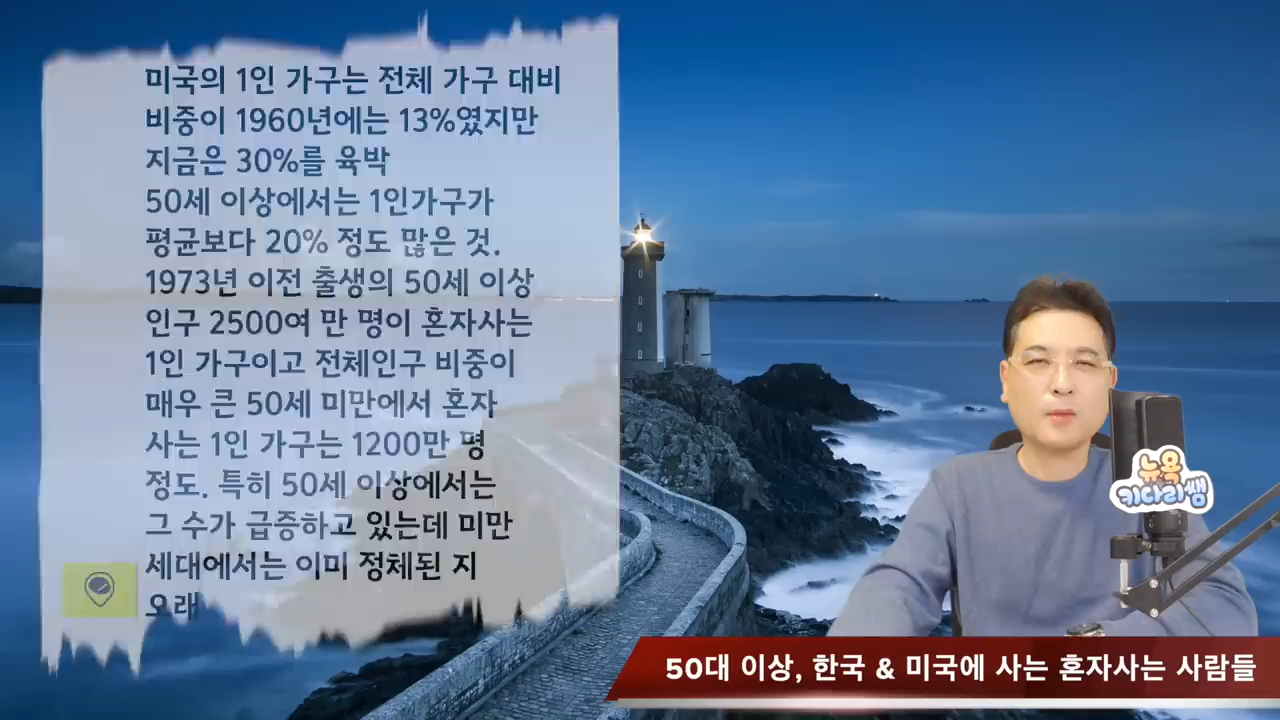 미국의 1인 가구는 전체 가구 대비
비중이 1960년에는 13%였지만
지금은 30%를 육박
50세 이상에서는 1인가구가
평균보다 20% 정도 많은 것.
1973년 이전 출생의 50세 이상
인구 2500여 만 명이 혼자사는
1인 가구이고 전체인구 비중이
매우 큰 50세 미만에서 혼자
사는 1인 가구는 1200만 명
정도. 특히 50세 이상에서는
그 수가 급증하고 있는데 미만
세대에서는 이미 정체된 지
오래
뉴욕
키다리쌤
50대 이상, 한국 & 미국에 사는 혼자사는 사람들